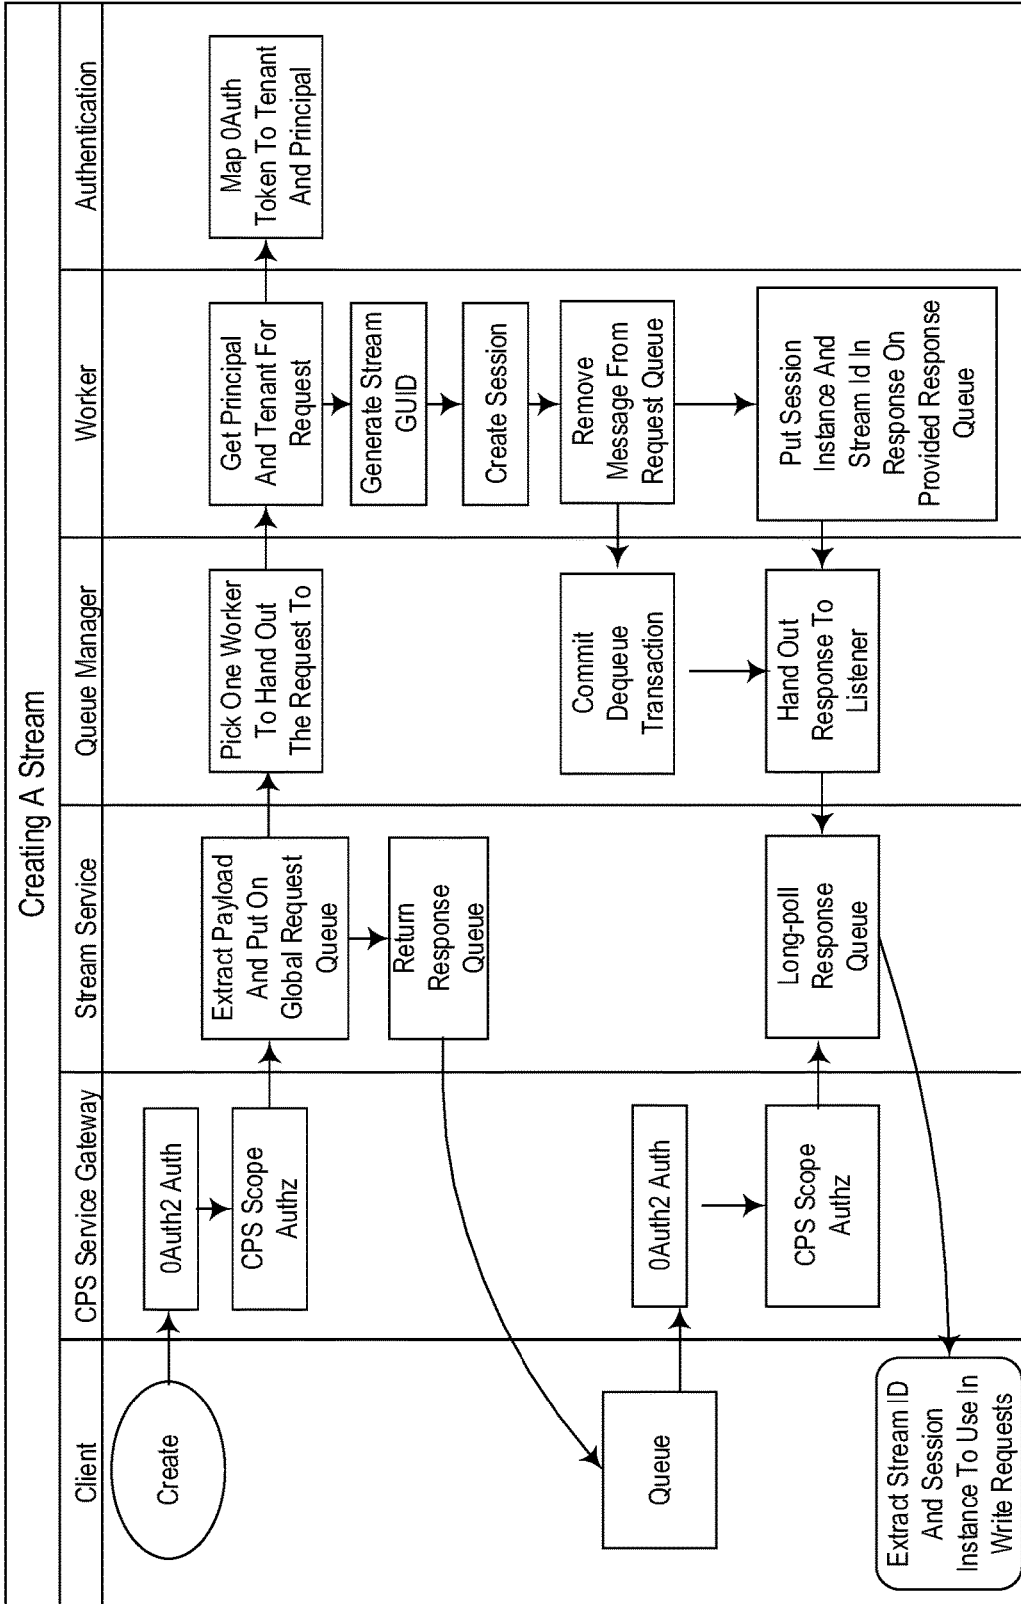 Creating A Stream
Client
CPS Service Gateway
Stream Service
Queue Manager
Worker
Authentication
Create
0Auth2 Auth
CPS Scope
Authz
Extract Payload
And Put On
Global Request
Queue
Return
Response
Queue
Pick One Worker
To Hand Out
The Request To
Get Principal
And Tenant For
Request
Map 0Auth
Token To Tenant
And Principal
Generate Stream
GUID
Create Session
Remove
Message From
Request Queue
Put Session
Instance And
Stream Id In
Response On
Provided Response
Queue
Commit
Dequeue
Transaction
Hand Out
Response To
Listener
Queue
0Auth2 Auth
CPS Scope
Authz
Long-poll
Response
Queue
Extract Stream ID
And Session
Instance To Use In
Write Requests